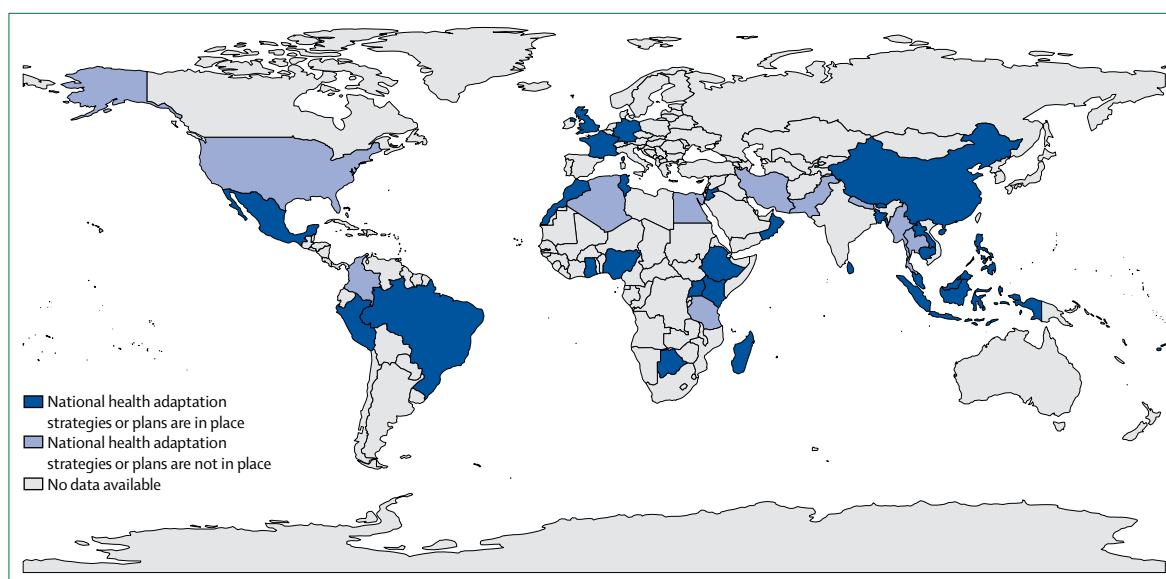 National health adaptation
strategies or plans are in place
National health adaptation
strategies or plans are not in place
No data available